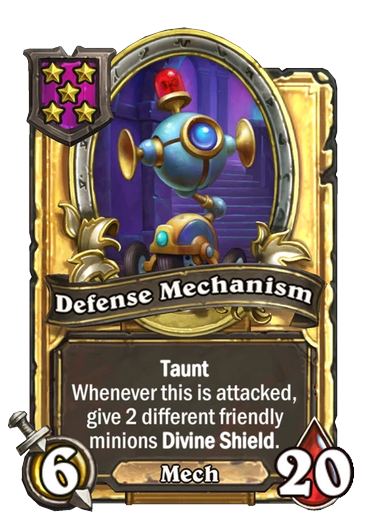 Defense Mechanism
Taunt
Whenever this is attacked,
give 2 different friendly
minions Divine Shield.
6
Mech
20